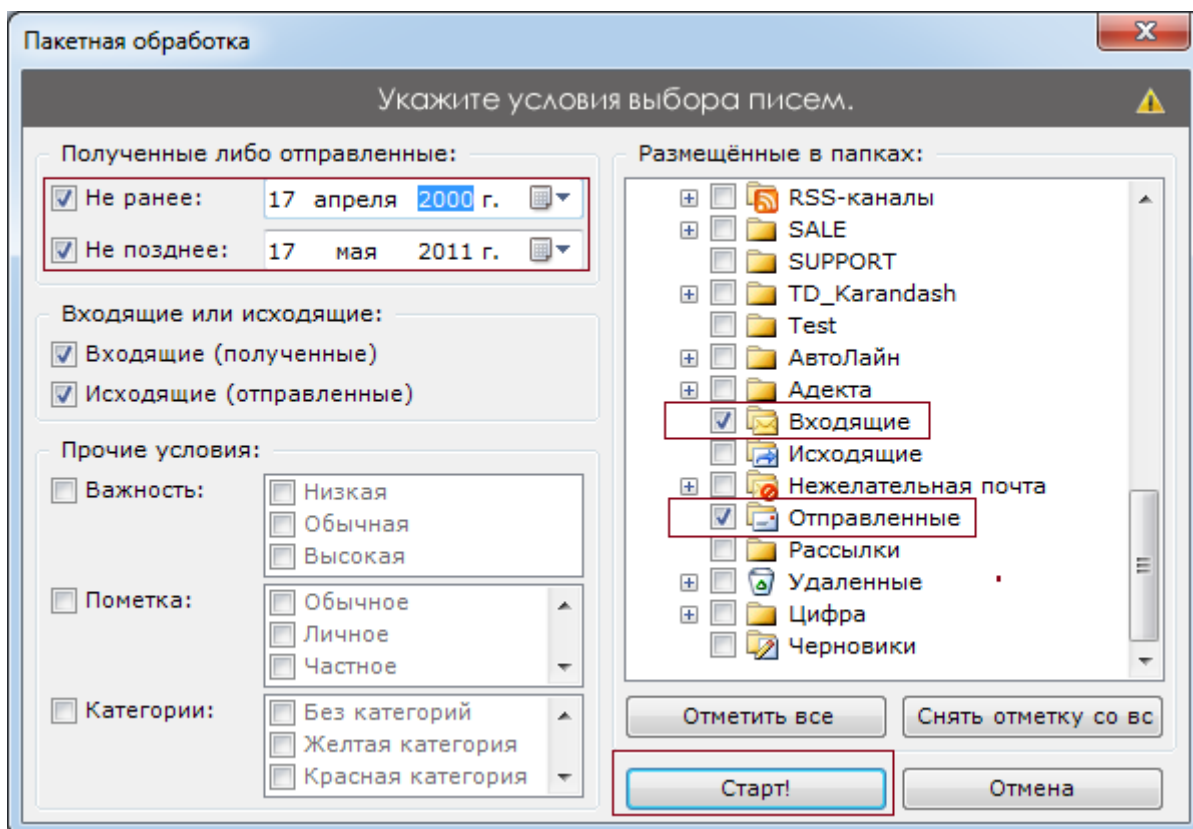 Пакетная обработка
Укажите условия выбора писем.
Полученные либо отправленные:
Не ранее: 17 апреля 2000 г.
Не позднее: 17 мая 2011 г.
Входящие или исходящие:
Входящие (полученные)
Исходящие (отправленные)
Прочие условия:
Важность:
Низкая
Обычная
Высокая
Пометка:
Обычное
Личное
Частное
Категории:
Без категорий
Желтая категория
Красная категория
Размещённые в папках:
RSS-каналы
SALE
SUPPORT
TD_Karandash
Test
АвтоЛайн
Адекта
Входящие
Исходящие
Нежелательная почта
Отправленные
Рассылки
Удаленные
Цифра
Черновики
Отметить все
Снять отметку со вс
Старт!
Отмена